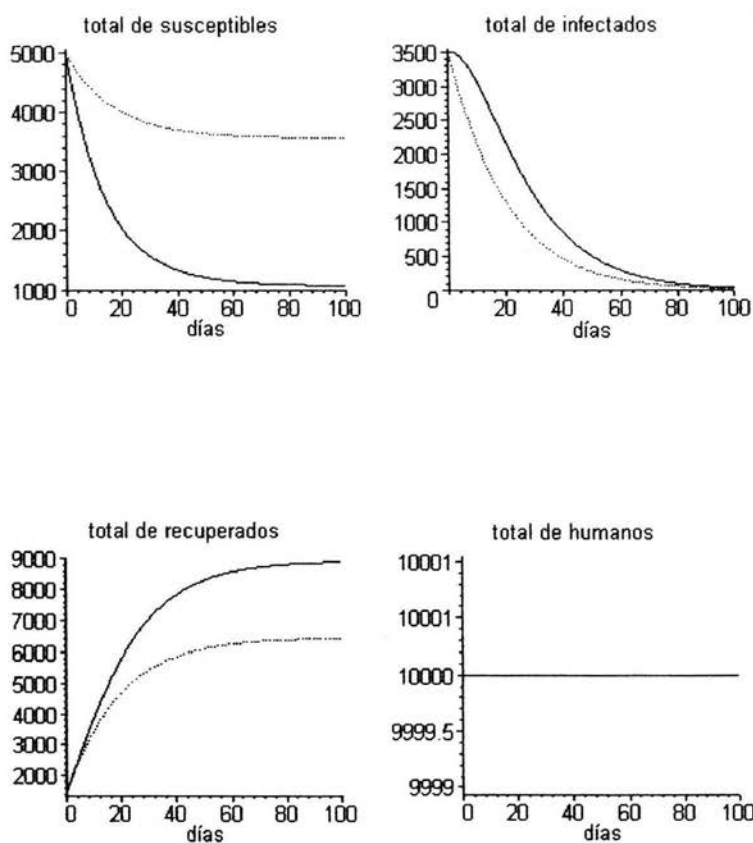 total de susceptibles
5000
4000
3000
2000
1000
0 20 40 60 80 100
días
total de infectados
3500
3000
2500
2000
1500
1000
500
0
20 40 60 80 100
días
total de recuperados
9000
8000
7000
6000
5000
4000
3000
2000
0 20 40 60 80 100
días
total de humanos
10001
10001
10000
9999.5
9999
0 20 40 60 80 100
días